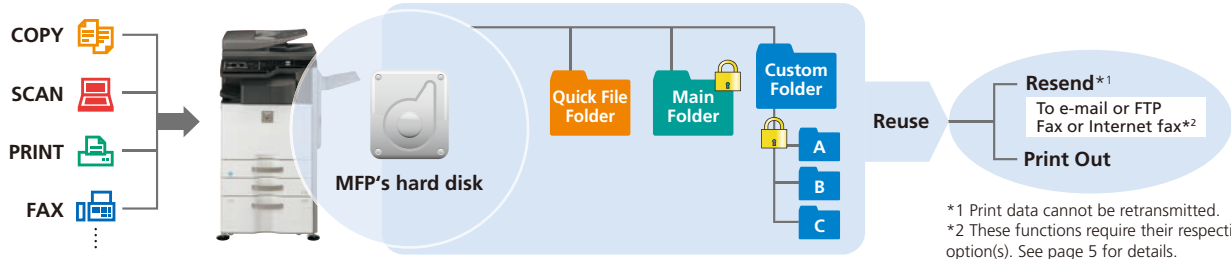 COPY
SCAN
PRINT
FAX
MFP's hard disk
Quick File
Folder
Main
Folder
Custom
Folder
A
B
C
Reuse
Resend*1
To e-mail or FTP
Fax or Internet fax*2
Print Out
*1 Print data cannot be retransmitted.
*2 These functions require their respecti
option(s). See page 5 for details.